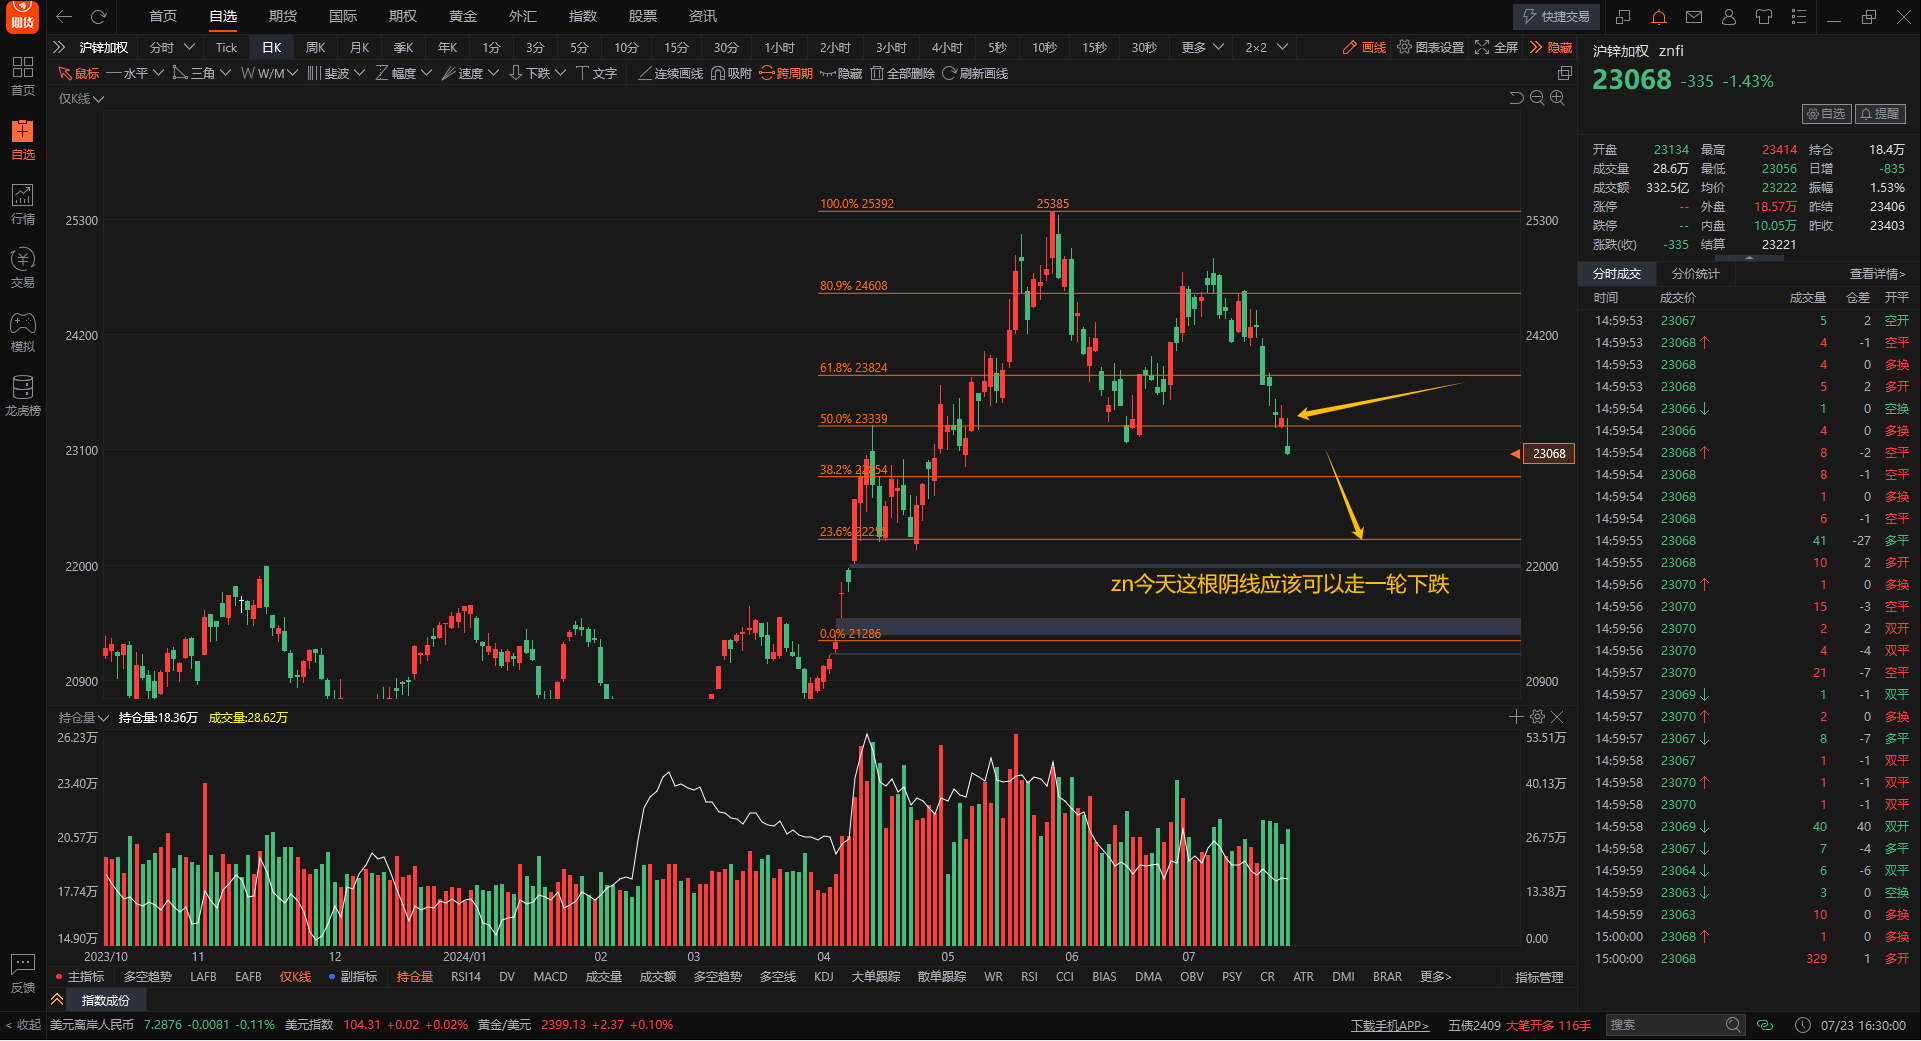 期货
首页 自选 期货 国际 期权 黄金 外汇 指数 股票 资讯 快捷交易
沪锌加权 分时 Tick 日K 周K 月K 季K 年K 1分 3分 5分 10分 15分 30分 1小时 2小时 3小时 4小时 5秒 10秒 15秒 30秒 更多 2×2 画线 图表设置 全屏 隐藏
鼠标 水平 三角 W/M 斐波 幅度 速度 下跌 文字 连续画线 吸附 跨周期 隐藏 全部删除 刷新画线
首页
自选
行情
交易
模拟
龙虎榜
反馈
仅K线
100.0% 25392
25385
25300 25300
80.9% 24608
24200 24200
61.8% 23824
50.0% 23339
23100
23068
38.2%
23.6%
22000 22000
zn今天这根阴线应该可以走一轮下跌
0.0% 21286
20900 20900
持仓量 持仓量:18.36万 成交量:28.62万
26.23万 53.51万
23.40万 40.13万
20.57万 26.75万
17.74万 13.38万
14.90万 0.00
2023/10 11 12 2024/01 02 03 04 05 06 07
主指标 多空趋势 LAFB EAFB 仅K线 副指标 持仓量 RSI14 DV MACD 成交量 成交额 多空趋势 多空线 KDJ 大单跟踪 散单跟踪 WR RSI CCI BIAS DMA OBV PSY CR ATR DMI BRAR 更多> 指标管理
指数成份
沪锌加权 znfi
23068 -335 -1.43%
自选 提醒
开盘 23134 最高 23414 持仓 18.4万
成交量 28.6万 最低 23056 日增 -835
成交额 332.5亿 均价 23222 振幅 1.53%
涨停 -- 外盘 18.57万 昨结 23406
跌停 -- 内盘 10.05万 昨收 23403
涨跌(收) -335 结算 23221
分时成交 分价统计 查看详情>
时间 成交价 成交量 仓差 开平
14:59:53 23067 5 2 空开
14:59:53 23068↑ 4 -1 空平
14:59:53 23068 4 0 多换
14:59:53 23068 5 2 多开
14:59:54 23066↓ 1 0 空换
14:59:54 23066 4 0 多换
14:59:54 23068↑ 8 -2 空平
14:59:54 23068 8 -1 空平
14:59:54 23068 1 0 多换
14:59:54 23068 6 -1 空平
14:59:55 23068 41 -27 多平
14:59:55 23068 10 2 多开
14:59:56 23070↑ 1 0 多换
14:59:56 23070 15 -3 空平
14:59:56 23070 2 2 双开
14:59:56 23070 4 -4 双平
14:59:57 23070 21 -7 空平
14:59:57 23069↓ 1 -1 双平
14:59:57 23070↑ 2 0 多换
14:59:57 23067↓ 8 -7 多平
14:59:58 23067 1 -1 双平
14:59:58 23070↑ 1 -1 双平
14:59:58 23070 1 -1 双平
14:59:58 23069↓ 40 40 双开
14:59:58 23067↓ 7 -4 多平
14:59:59 23064↓ 6 -6 双平
14:59:59 23063↓ 3 0 空换
14:59:59 23063 10 0 多换
15:00:00 23068↑ 1 0 多换
15:00:00 23068 329 1 多开
< 收起 美元离岸人民币 7.2876 -0.0081 -0.11% 美元指数 104.31 +0.02 +0.02% 黄金/美元 2399.13 +2.37 +0.10% 下载手机APP> 五债2409 大笔开多 116手 搜索 07/23 16:30:00